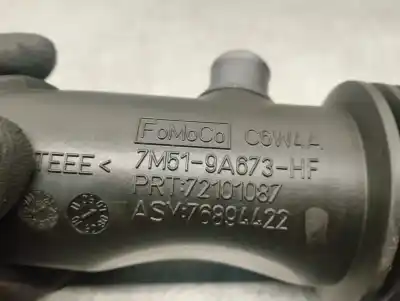 FoMoCo C6W4A
TEEE< 7M51-9A673-HF
PRT:72101087
ASY:76894422